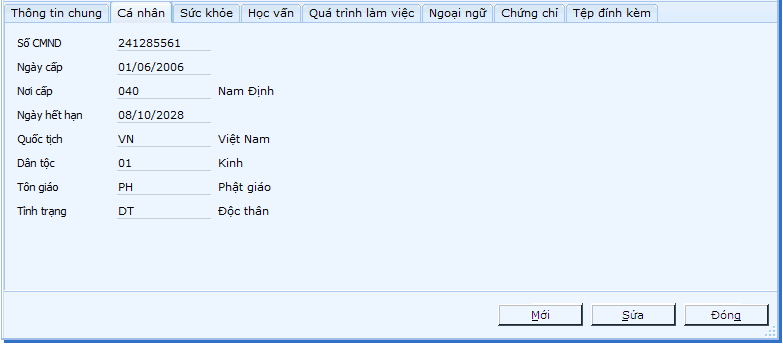 Thông tin chung Cá nhân Sức khỏe Học vấn Quá trình làm việc Ngoại ngữ Chứng chỉ Tệp đính kèm
Số CMND 241285561
Ngày cấp 01/06/2006
Nơi cấp 040 Nam Định
Ngày hết hạn 08/10/2028
Quốc tịch VN Việt Nam
Dân tộc 01 Kinh
Tôn giáo PH Phật giáo
Tình trạng DT Độc thân
Mới Sửa Đóng